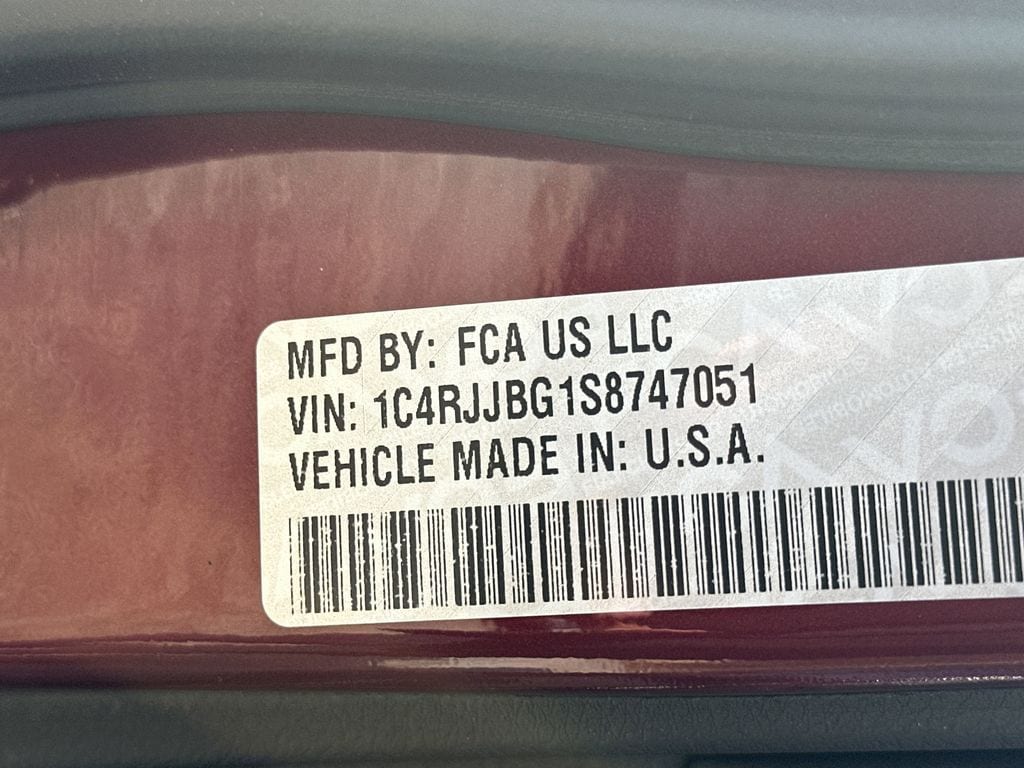 MFD BY: FCA US LLC
VIN: 1C4RJJBG1S8747051
VEHICLE MADE IN: U.S.A.